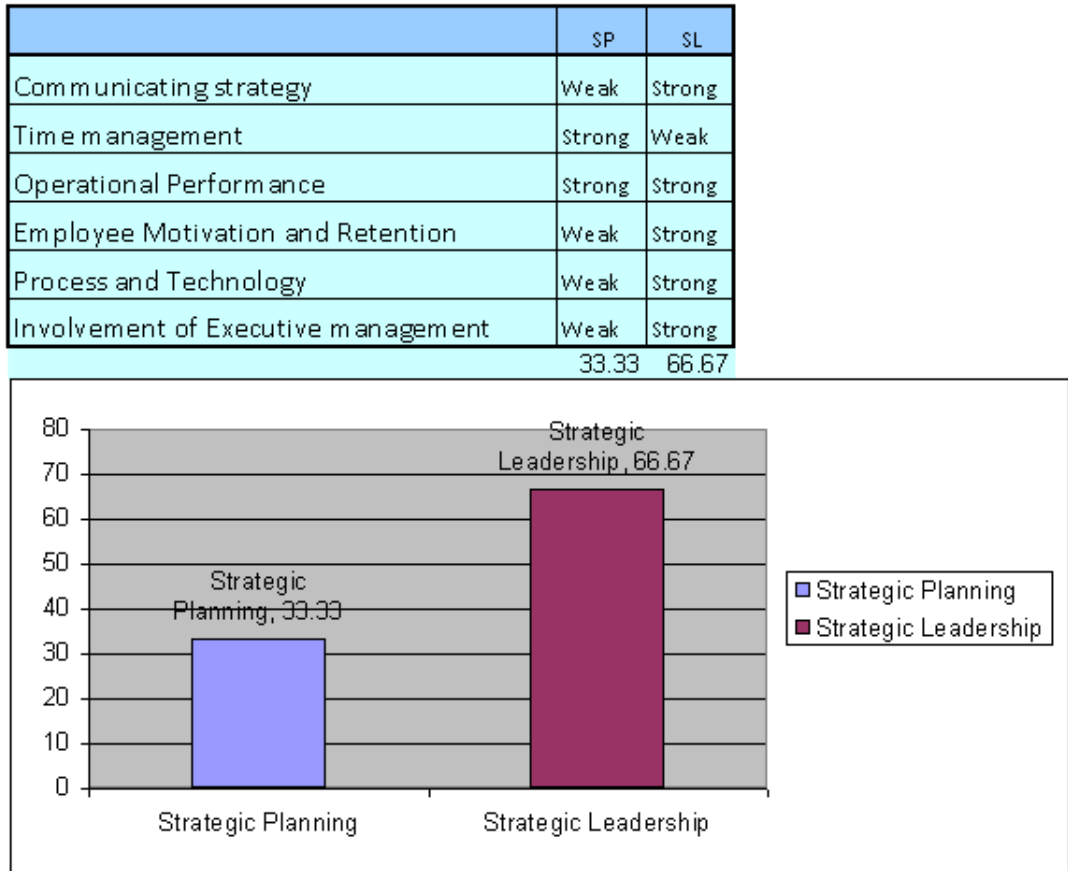 SP SL
Communicating strategy Weak Strong
Time management Strong Weak
Operational Performance Strong Strong
Employee Motivation and Retention Weak Strong
Process and Technology Weak Strong
Involvement of Executive management Weak Strong
33.33 66.67
80
70
60
50
40
30
20
10
0
Strategic
Leadership, 66.67
Strategic
Planning, 33.33
Strategic Planning
Strategic Leadership
Strategic Planning Strategic Leadership